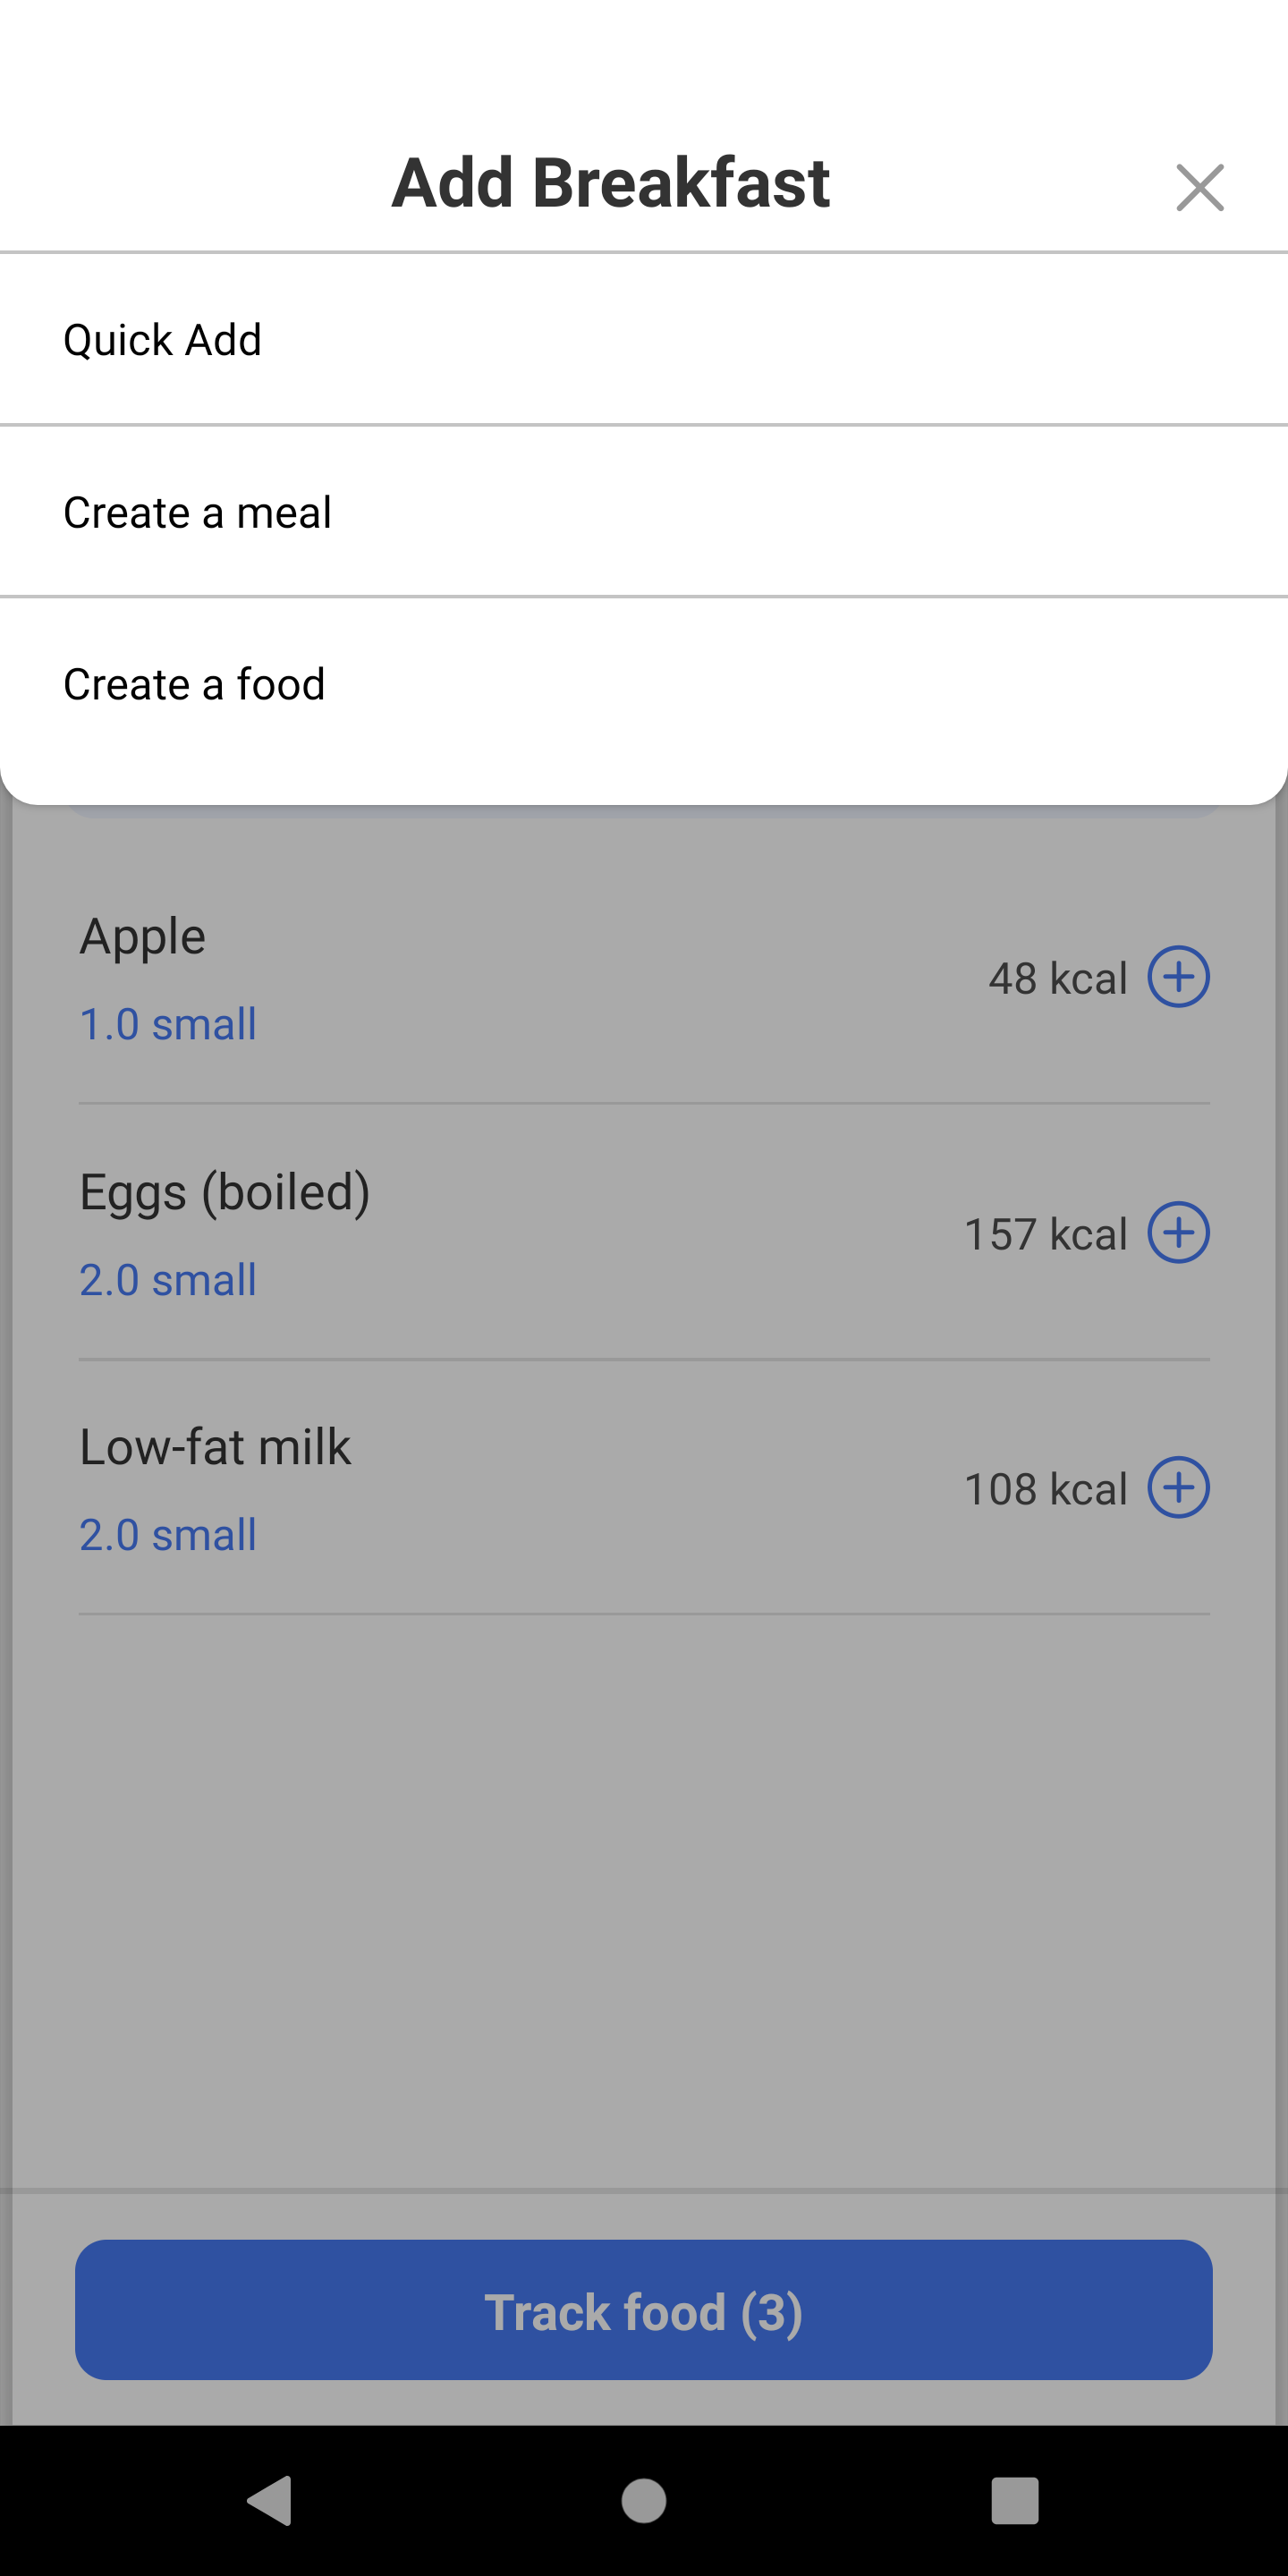 Add Breakfast
Quick Add
Create a meal
Create a food
Apple
48 kcal
1.0 small
Eggs (boiled)
157 kcal
2.0 small
Low-fat milk
108 kcal
2.0 small
Track food (3)